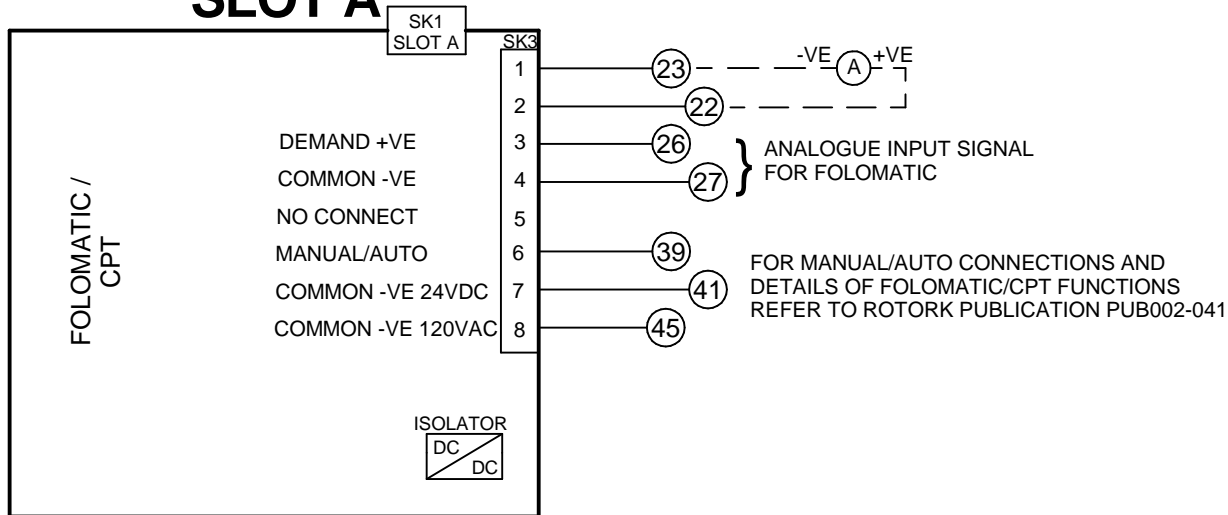 SLOT A
SK1
SLOT A
SK3
1
23
-VE
A
+VE
2
22
DEMAND +VE
3
26
COMMON -VE
4
27
ANALOGUE INPUT SIGNAL
FOR FOLOMATIC
NO CONNECT
5
MANUAL/AUTO
6
39
COMMON -VE 24VDC
7
41
COMMON -VE 120VAC
8
45
FOR MANUAL/AUTO CONNECTIONS AND
DETAILS OF FOLOMATIC/CPT FUNCTIONS
REFER TO ROTORK PUBLICATION PUB002-041
FOLOMATIC /
CPT
ISOLATOR
DC
DC